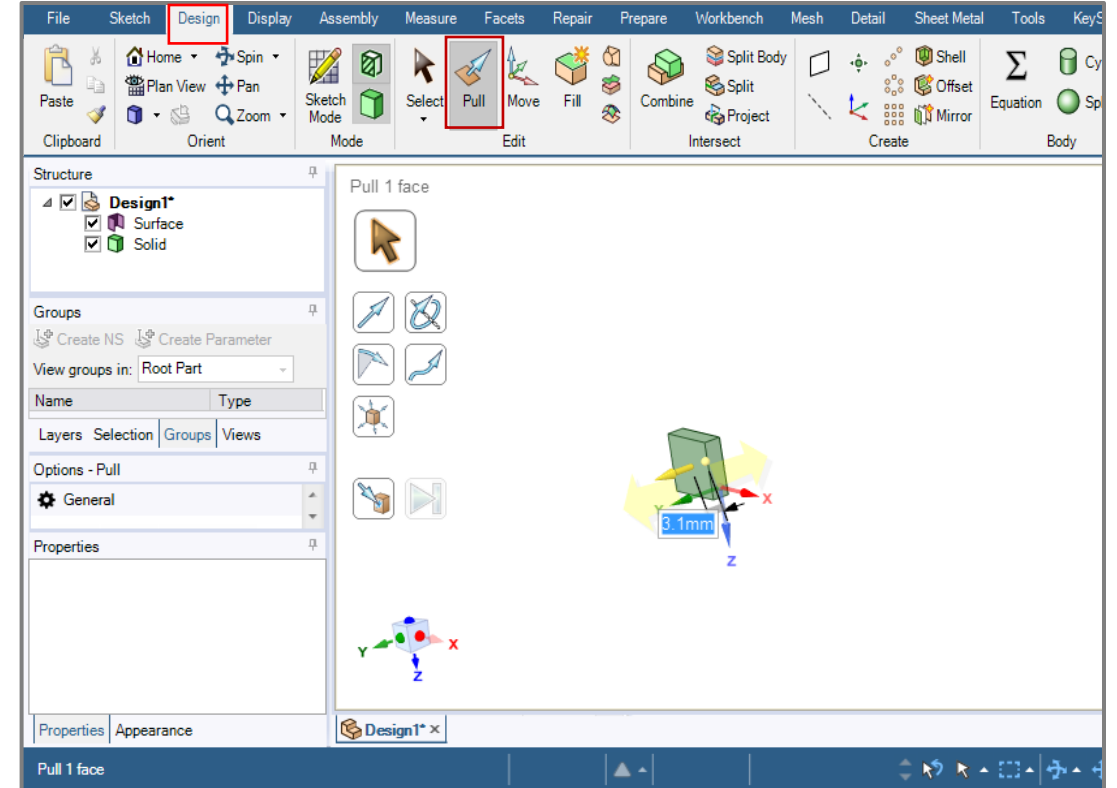 File Sketch Design Display Assembly Measure Facets Repair Prepare Workbench Mesh Detail Sheet Metal Tools
Home Spin Split Body Shell
Plan View Pan Split Offset
Paste Sketch Mode Select Pull Move Fill Combine Equation
Zoom Project Mirror
Clipboard Orient Mode Edit Intersect Create Body
Structure
Design1*
Surface
Solid
Groups
Create NS Create Parameter
View groups in: Root Part
Name Type
Layers Selection Groups Views
Options - Pull
General
Properties
Properties Appearance
Pull 1 face
X
Y
3.1mm
Z
Y X
Z
Design1*
Pull 1 face